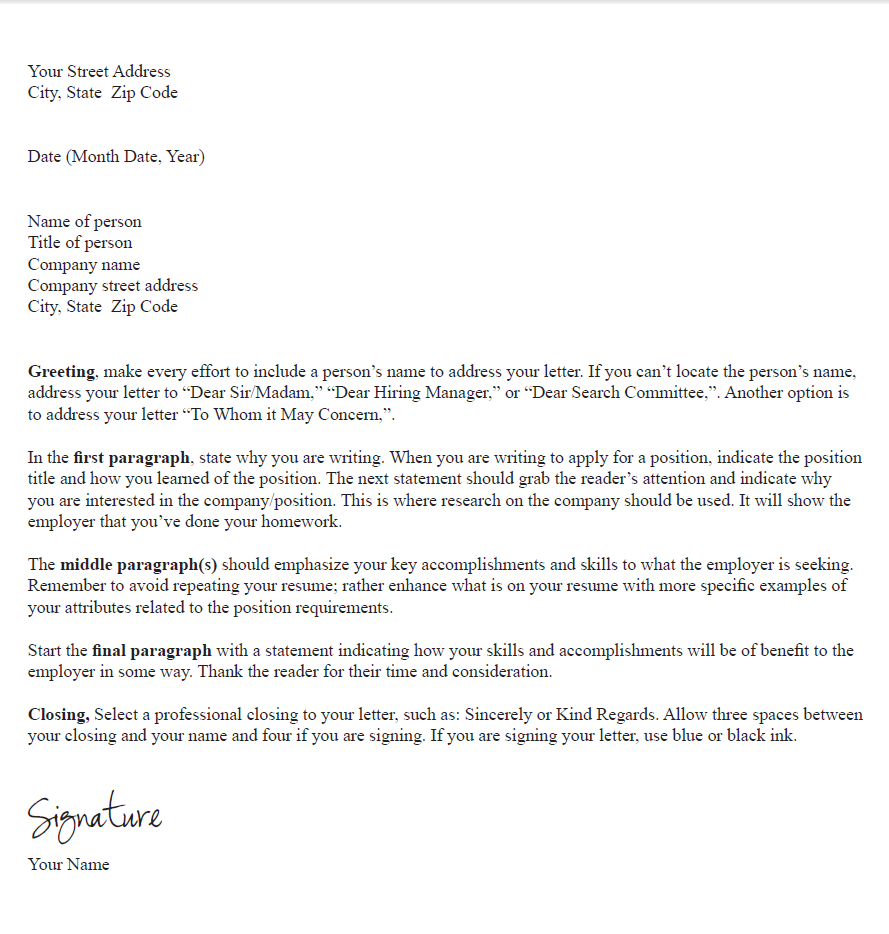 Your Street Address
City, State  Zip Code
Date (Month Date, Year)
Name of person
Title of person
Company name
Company street address
City, State  Zip Code
Greeting, make every effort to include a person’s name to address your letter. If you can’t locate the person’s name,
address your letter to “Dear Sir/Madam,” “Dear Hiring Manager,” or “Dear Search Committee,”. Another option is
to address your letter “To Whom it May Concern,”.
In the first paragraph, state why you are writing. When you are writing to apply for a position, indicate the position
title and how you learned of the position. The next statement should grab the reader’s attention and indicate why
you are interested in the company/position. This is where research on the company should be used. It will show the
employer that you’ve done your homework.
The middle paragraph(s) should emphasize your key accomplishments and skills to what the employer is seeking.
Remember to avoid repeating your resume; rather enhance what is on your resume with more specific examples of
your attributes related to the position requirements.
Start the final paragraph with a statement indicating how your skills and accomplishments will be of benefit to the
employer in some way. Thank the reader for their time and consideration.
Closing, Select a professional closing to your letter, such as: Sincerely or Kind Regards. Allow three spaces between
your closing and your name and four if you are signing. If you are signing your letter, use blue or black ink.
Signature
Your Name